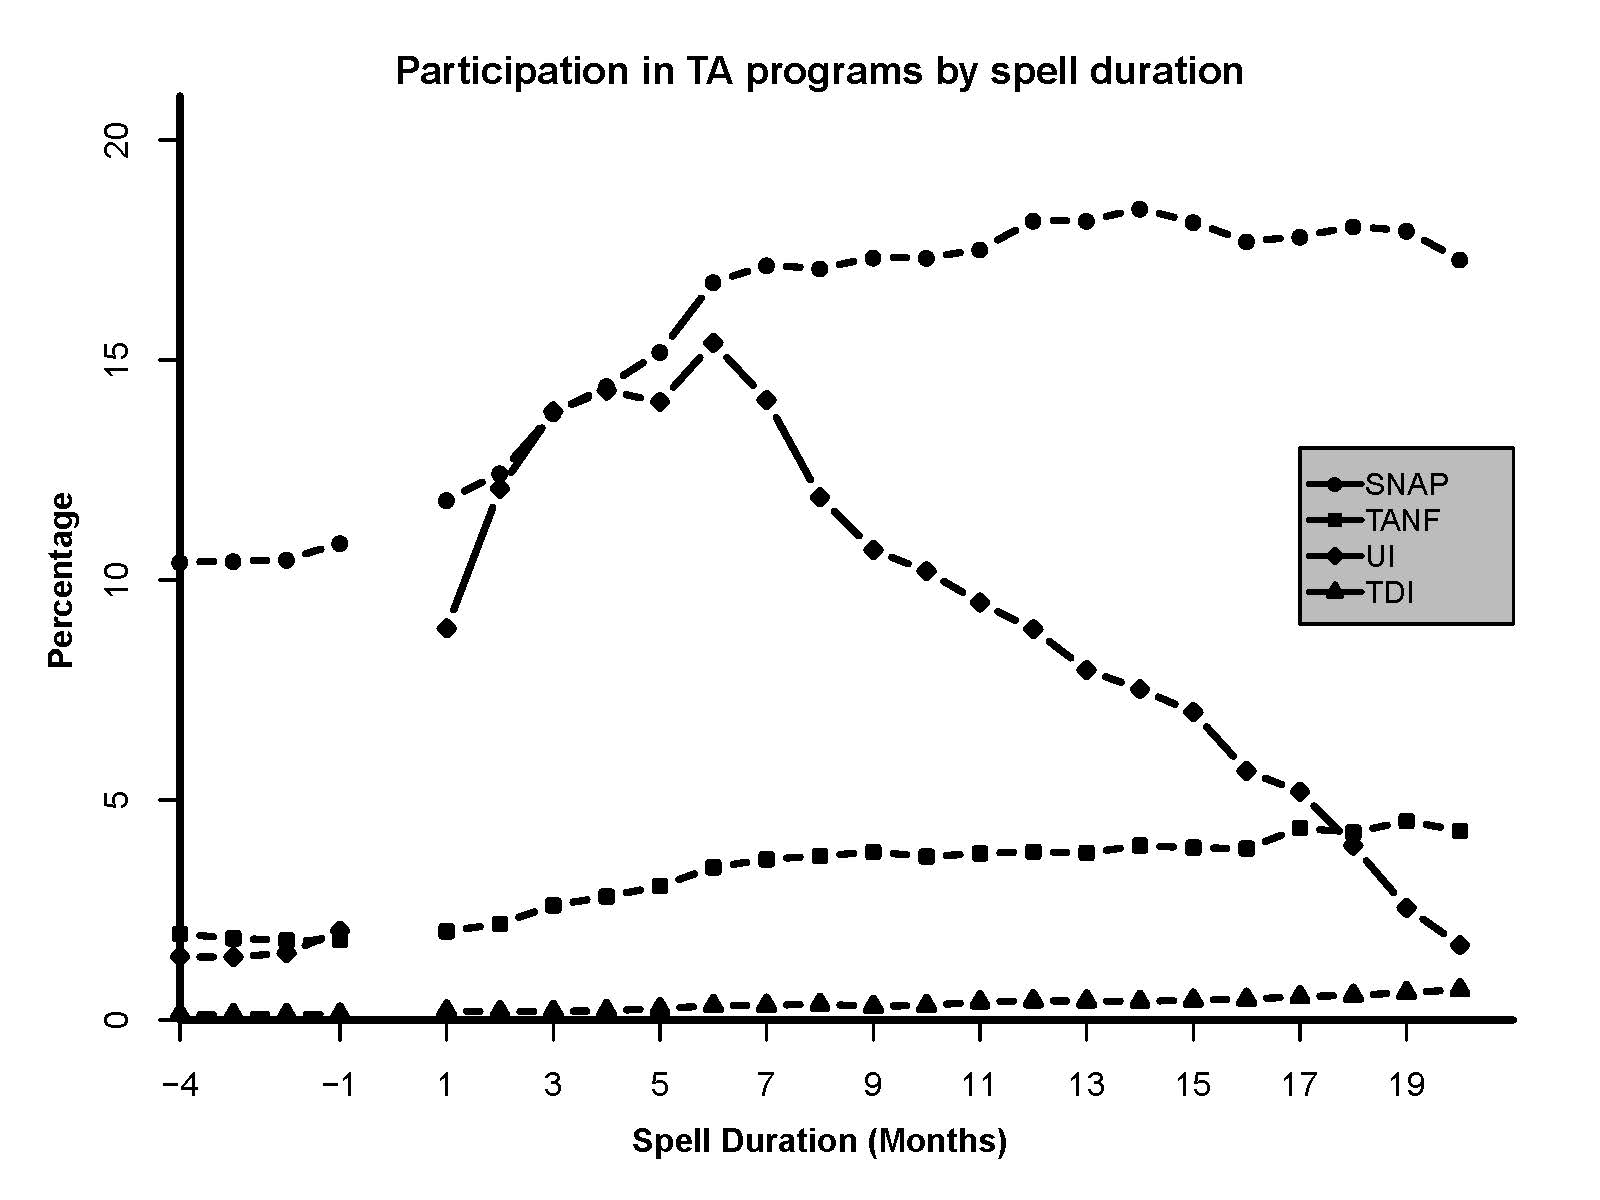 Participation in TA programs by spell duration
20
15
10
5
0
Percentage
SNAP
TANF
UI
TDI
−4 −1 1 3 5 7 9 11 13 15 17 19
Spell Duration (Months)